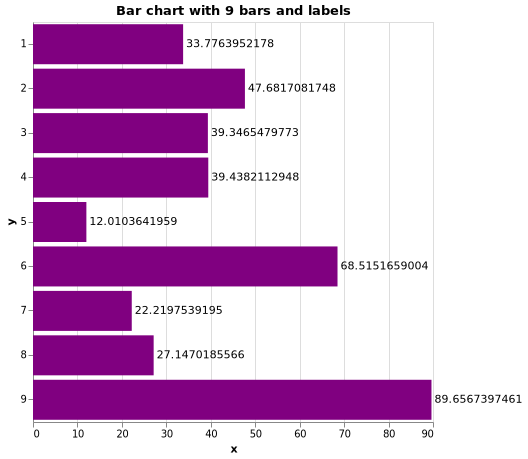 Bar chart with 9 bars and labels
1 33.7763952178
2 47.6817081748
3 39.3465479773
4 39.4382112948
5 12.0103641959
y
6 68.5151659004
7 22.2197539195
8 27.1470185566
9 89.6567397461
0 10 20 30 40 50 60 70 80 90
x